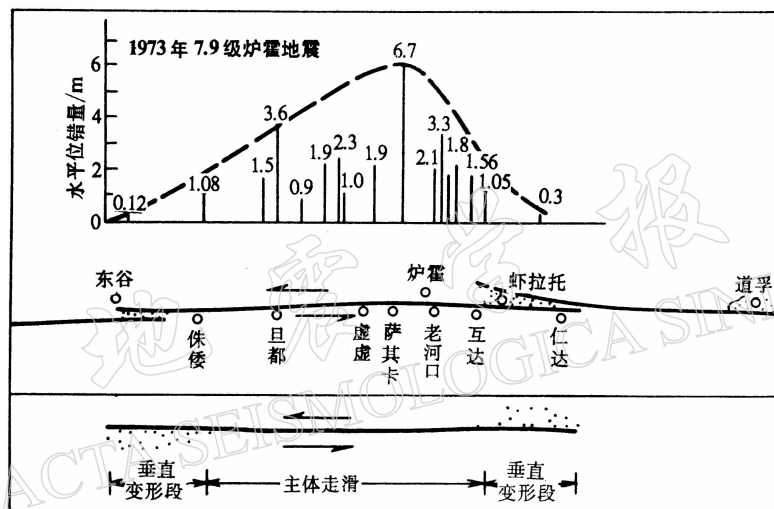 1973年7.9级炉霍地震
水平位错量/m
6
4
2
0
0.12
1.08
1.5
3.6
0.9
1.9
2.3
1.0
1.9
6.7
2.1
3.3
1.8
1.56
1.05
0.3
东谷
炉霍
虾拉托
道孚
侏倭
旦都
虚虚
萨其卡
老河口
互达
仁达
垂直
变形段
主体走滑
垂直
变形段
地震学报
ACTA SEISMOLOGICA SINI